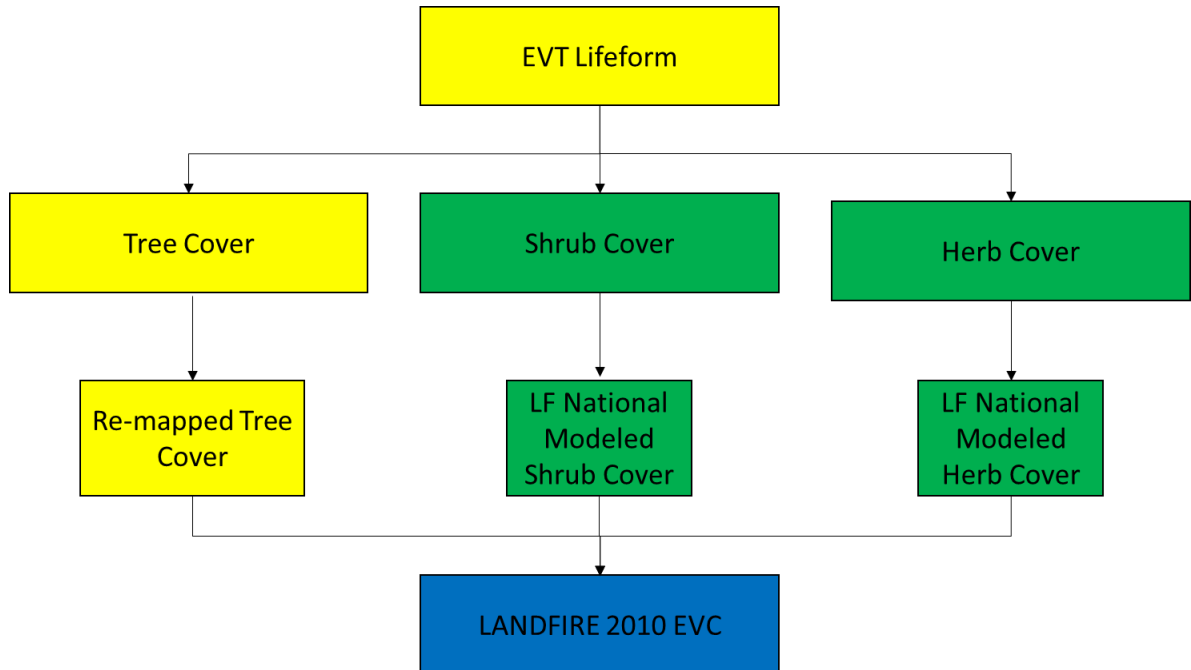 EVT Lifeform
Tree Cover
Shrub Cover
Herb Cover
Re-mapped Tree
Cover
LF National
Modeled
Shrub Cover
LF National
Modeled
Herb Cover
LANDFIRE 2010 EVC